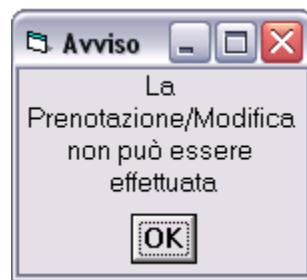 Avviso
La
Prenotazione/Modifica
non può essere
effettuata
OK